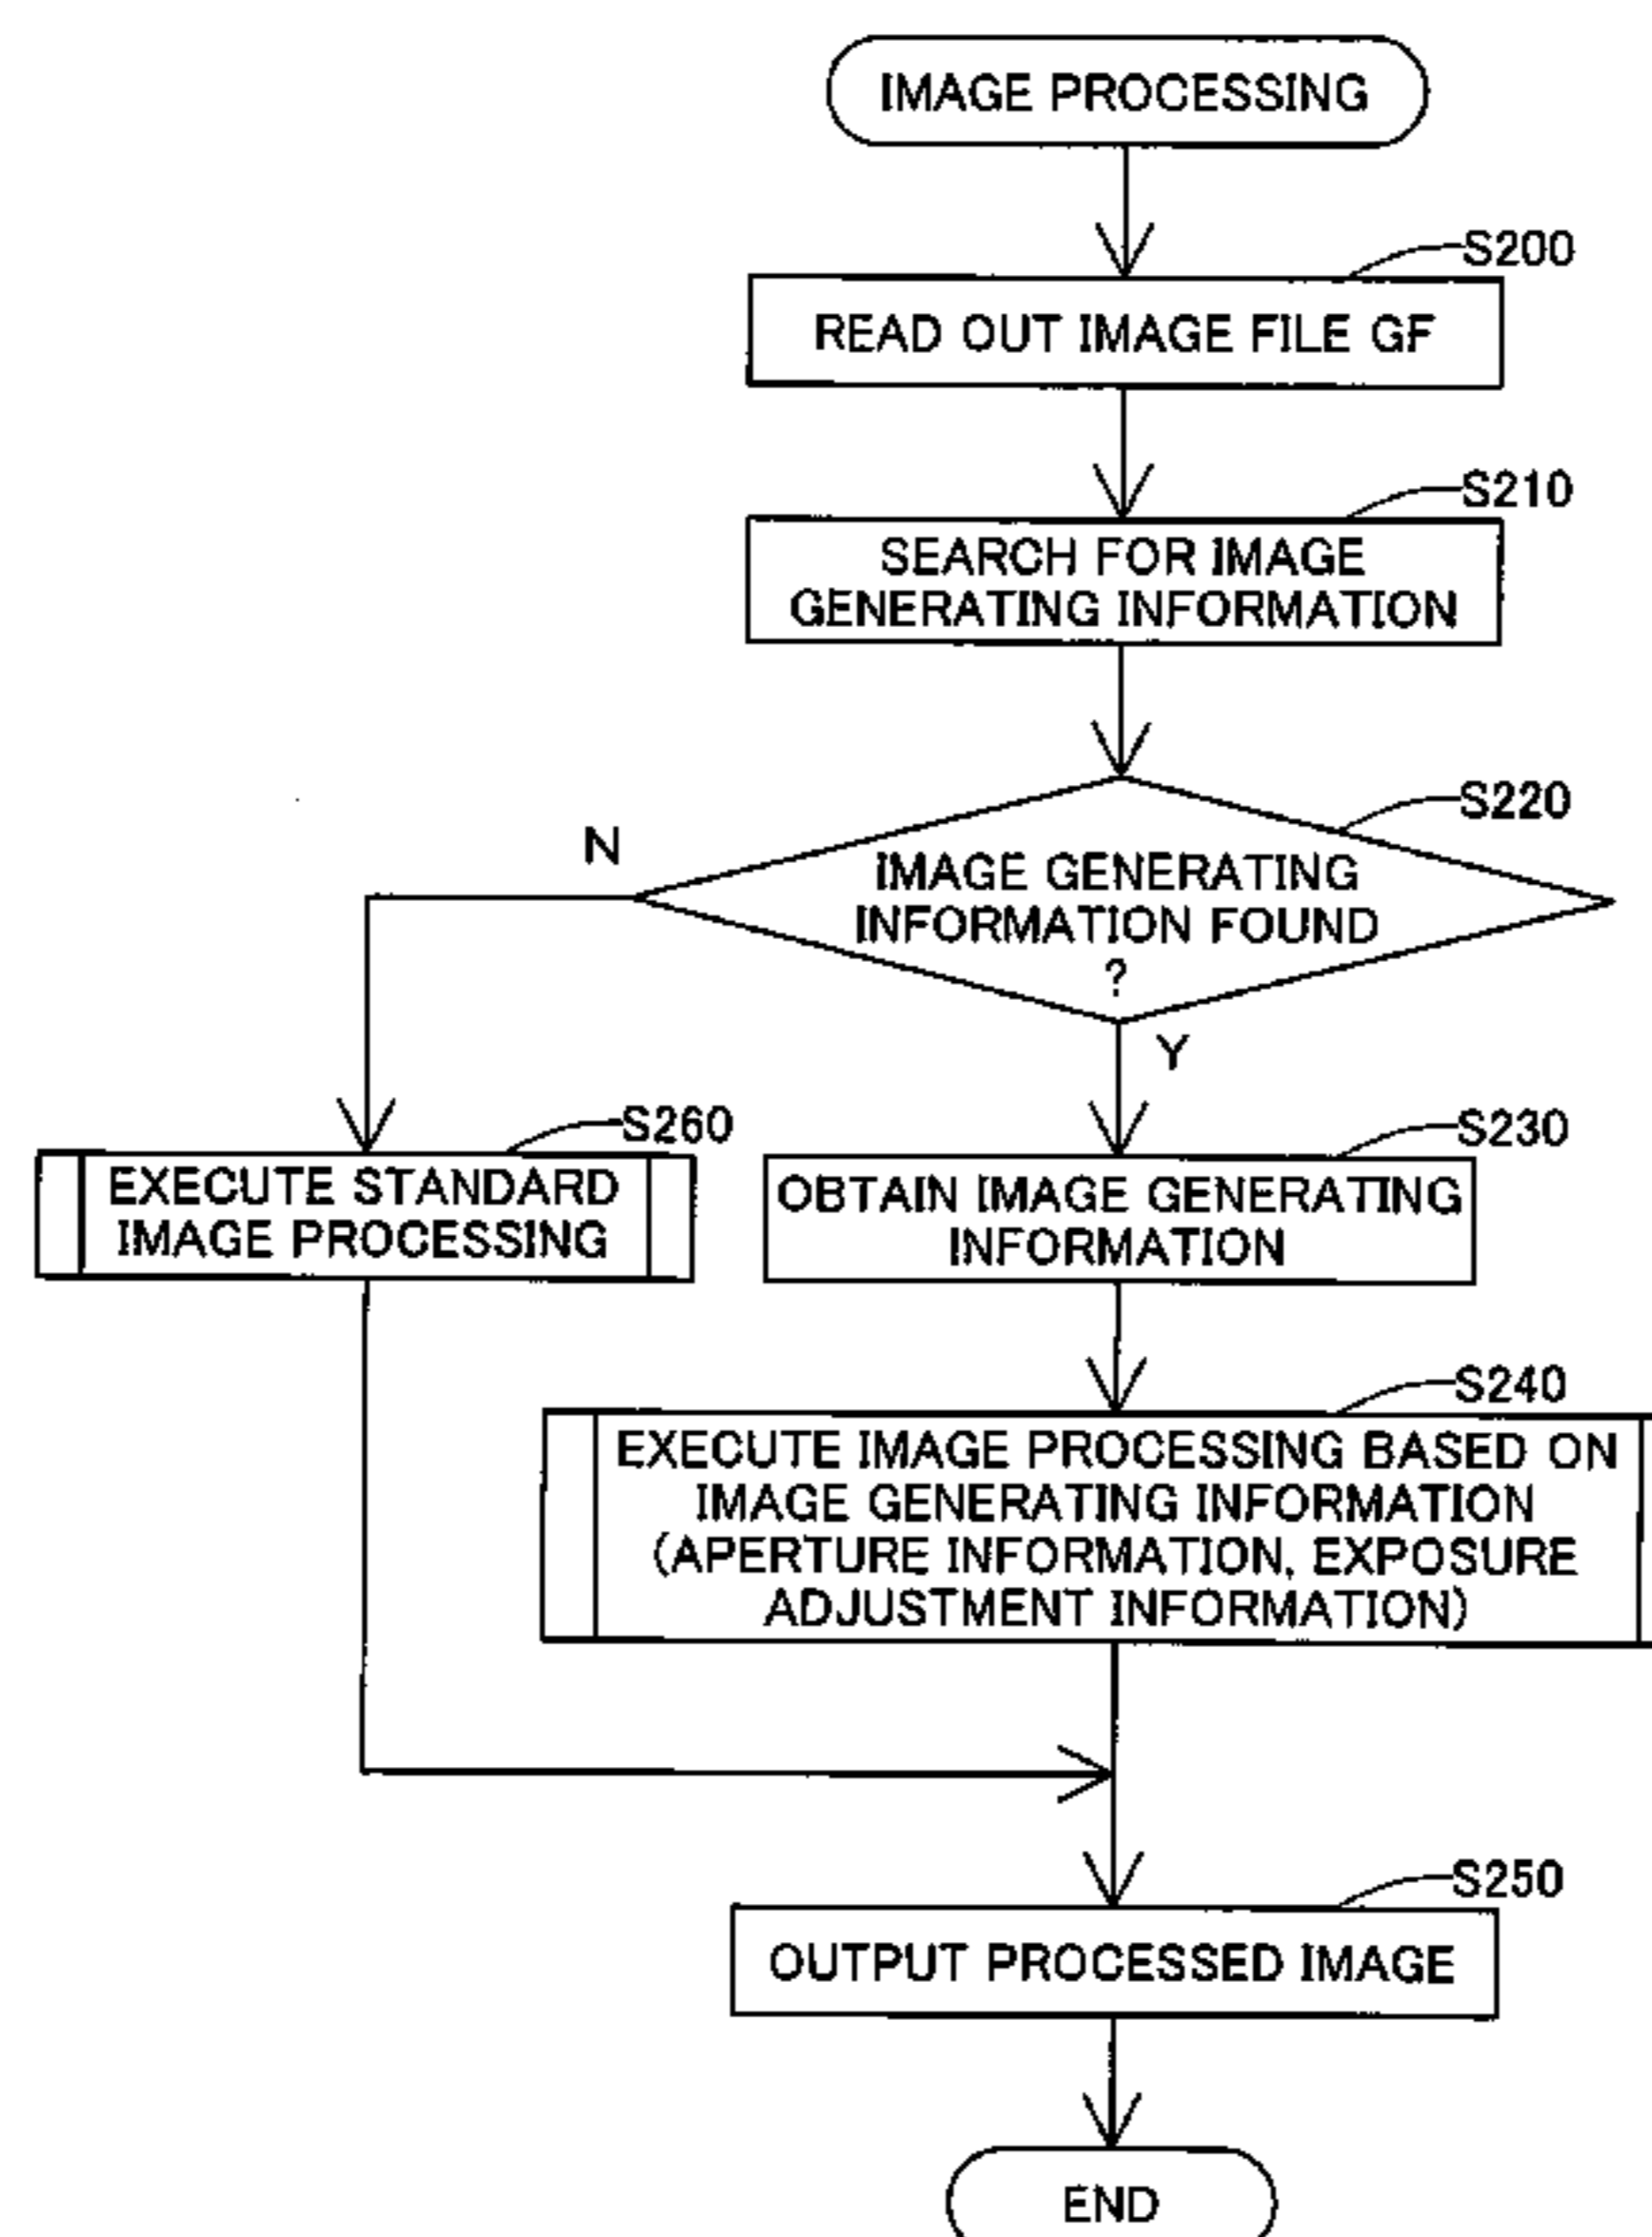 IMAGE PROCESSING
S200
READ OUT IMAGE FILE GF
S210
SEARCH FOR IMAGE
GENERATING INFORMATION
S220
IMAGE GENERATING
INFORMATION FOUND
?
N
Y
S260
EXECUTE STANDARD
IMAGE PROCESSING
S230
OBTAIN IMAGE GENERATING
INFORMATION
S240
EXECUTE IMAGE PROCESSING BASED ON
IMAGE GENERATING INFORMATION
(APERTURE INFORMATION, EXPOSURE
ADJUSTMENT INFORMATION)
S250
OUTPUT PROCESSED IMAGE
END